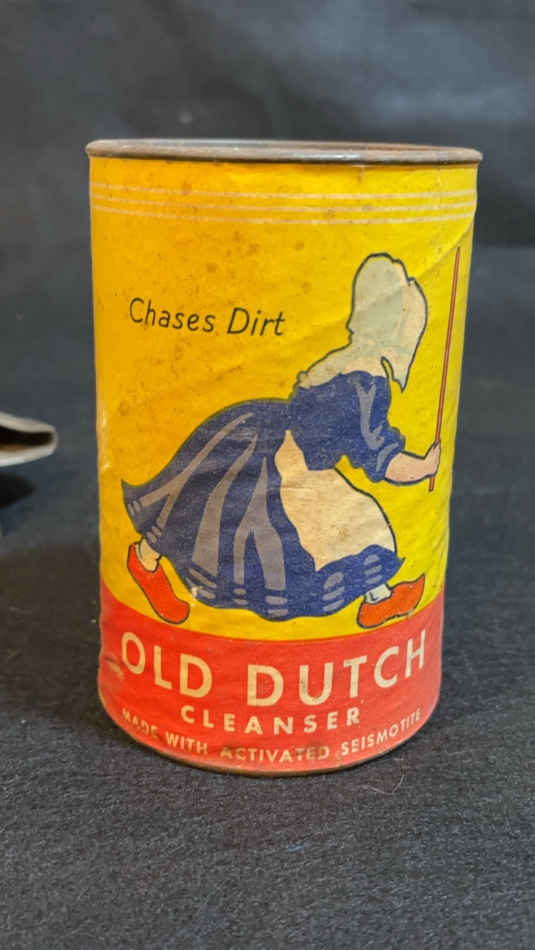 Chases Dirt
OLD DUTCH
CLEANSER
MADE WITH ACTIVATED SEISMOTITE